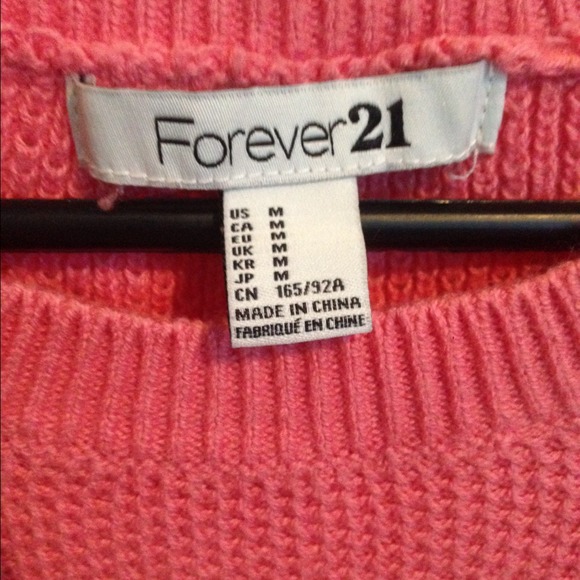 Forever21
US M
CA M
EU M
UK M
KR M
JP M
CN 165/92A
MADE IN CHINA
FABRIQUÉ EN CHINE